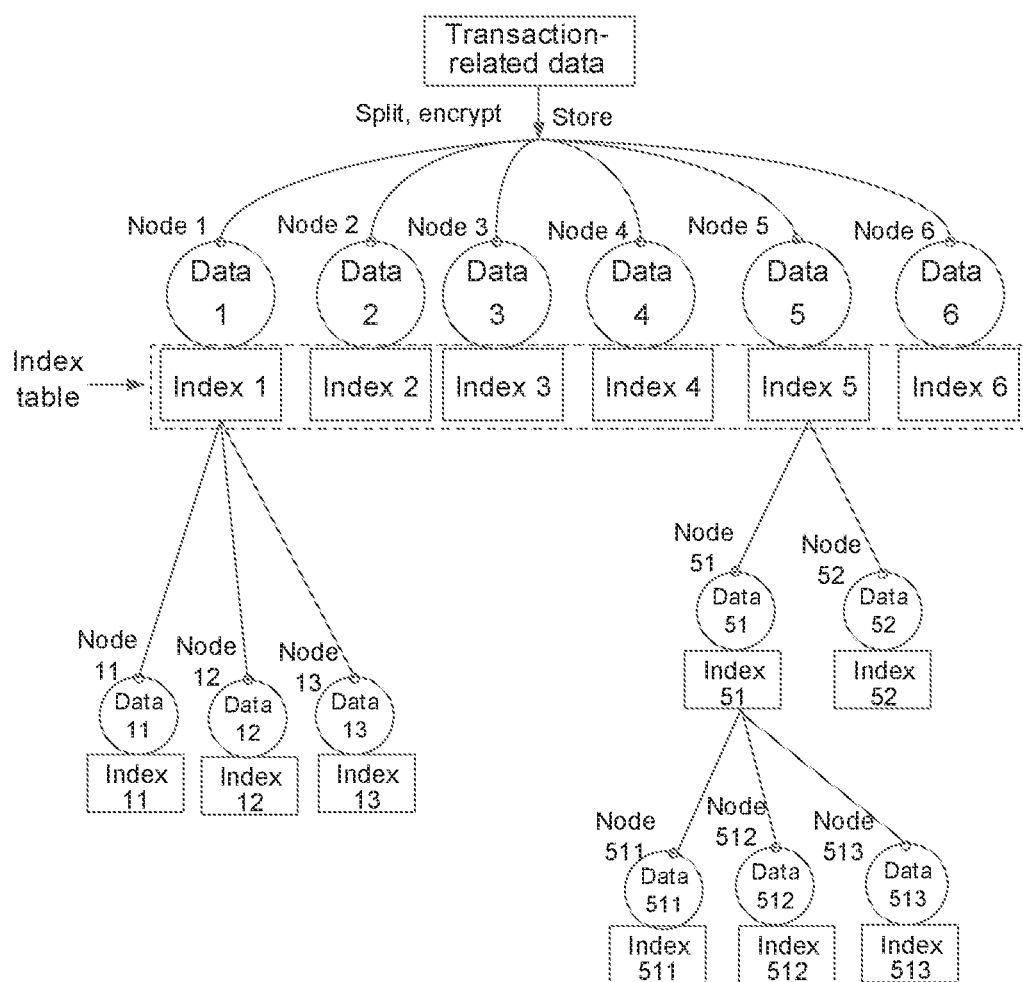 Transaction-
related data
Split, encrypt
Store
Node 1
Node 2
Node 3
Node 4
Node 5
Node 6
Data
1
Data
2
Data
3
Data
4
Data
5
Data
6
Index
table
Index 1
Index 2
Index 3
Index 4
Index 5
Index 6
Node
51
Node
52
Data
51
Data
52
Index
51
Index
52
Node
11
Node
12
Node
13
Data
11
Data
12
Data
13
Index
11
Index
12
Index
13
Node
511
Node
512
Node
513
Data
511
Data
512
Data
513
Index
511
Index
512
Index
513